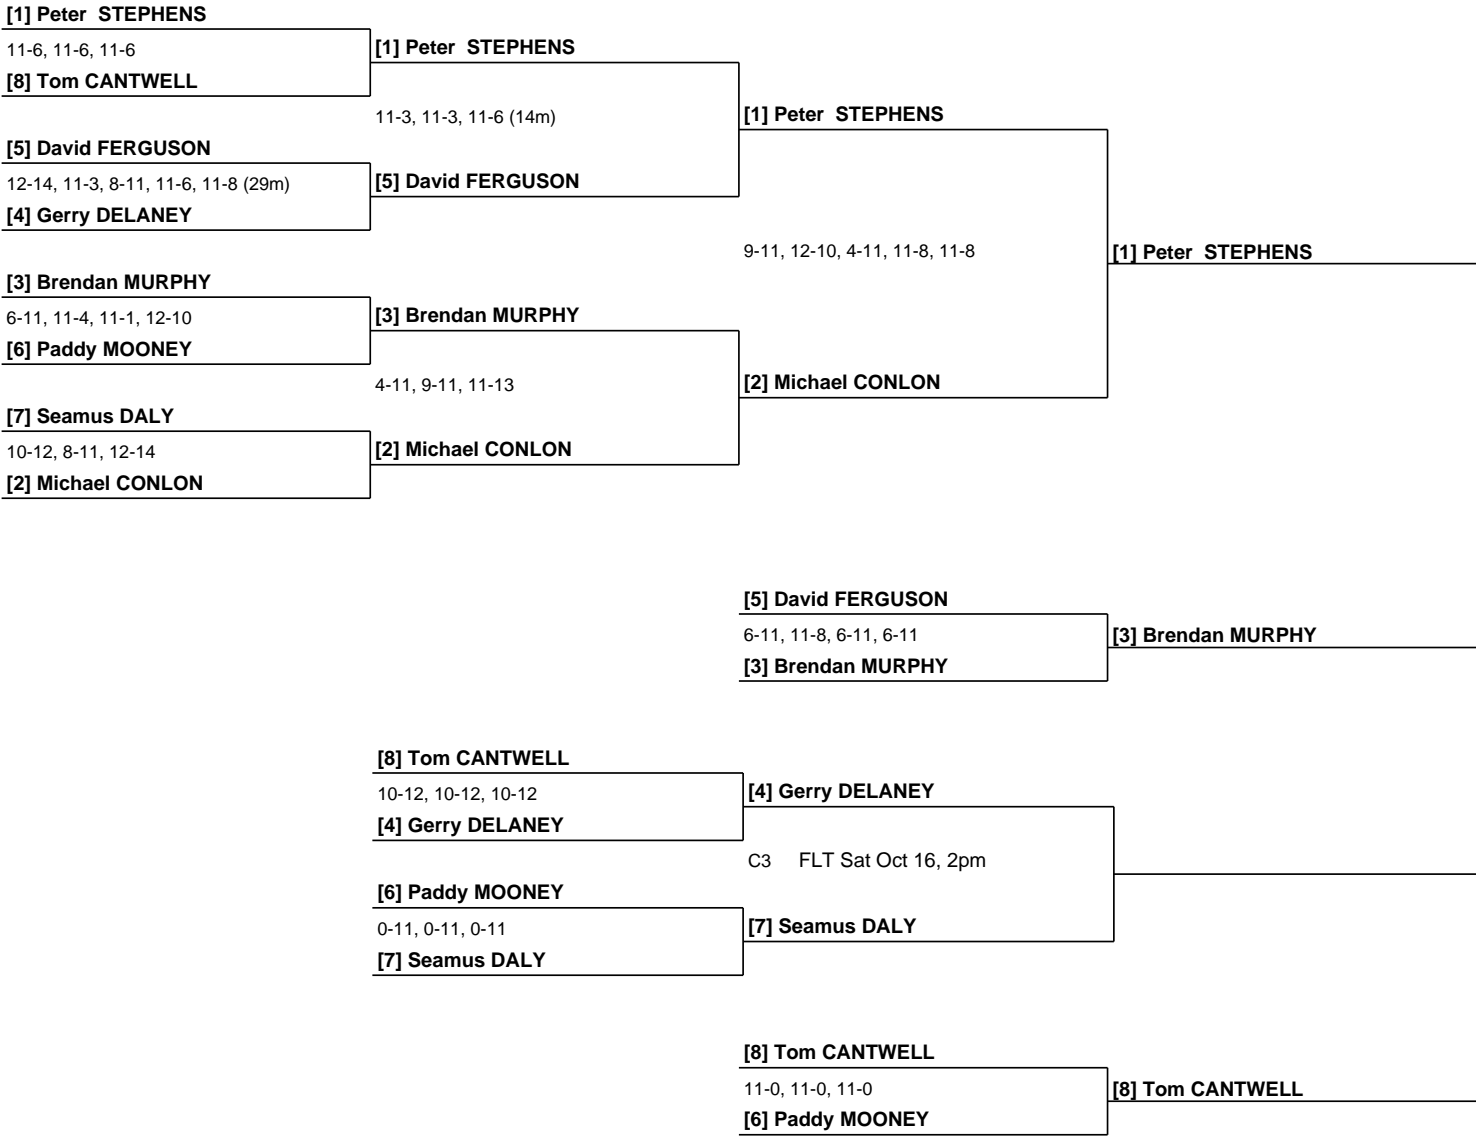 [1] Peter  STEPHENS
11-6, 11-6, 11-6
[8] Tom CANTWELL
[1] Peter  STEPHENS
11-3, 11-3, 11-6 (14m)
[5] David FERGUSON
12-14, 11-3, 8-11, 11-6, 11-8 (29m)
[4] Gerry DELANEY
[5] David FERGUSON
[1] Peter  STEPHENS
9-11, 12-10, 4-11, 11-8, 11-8
[1] Peter  STEPHENS
[3] Brendan MURPHY
6-11, 11-4, 11-1, 12-10
[6] Paddy MOONEY
[3] Brendan MURPHY
4-11, 9-11, 11-13
[2] Michael CONLON
[7] Seamus DALY
10-12, 8-11, 12-14
[2] Michael CONLON
[2] Michael CONLON
[5] David FERGUSON
6-11, 11-8, 6-11, 6-11
[3] Brendan MURPHY
[3] Brendan MURPHY
[8] Tom CANTWELL
10-12, 10-12, 10-12
[4] Gerry DELANEY
[4] Gerry DELANEY
C3 FLT Sat Oct 16, 2pm
[6] Paddy MOONEY
0-11, 0-11, 0-11
[7] Seamus DALY
[7] Seamus DALY
[8] Tom CANTWELL
11-0, 11-0, 11-0
[6] Paddy MOONEY
[8] Tom CANTWELL